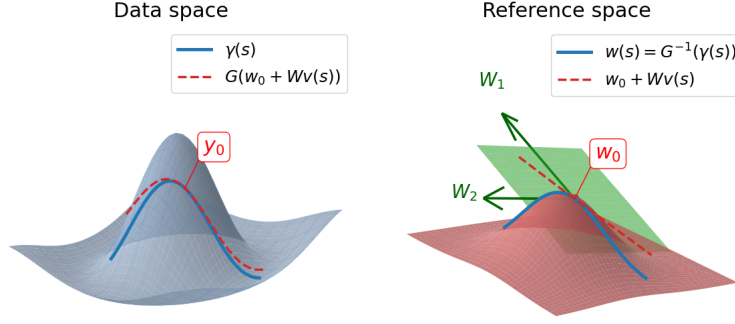 Data space
γ(s)
G(w₀ + Wv(s))
y₀
Reference space
w(s) = G⁻¹(γ(s))
w₀ + Wv(s)
W₁
w₀
W₂